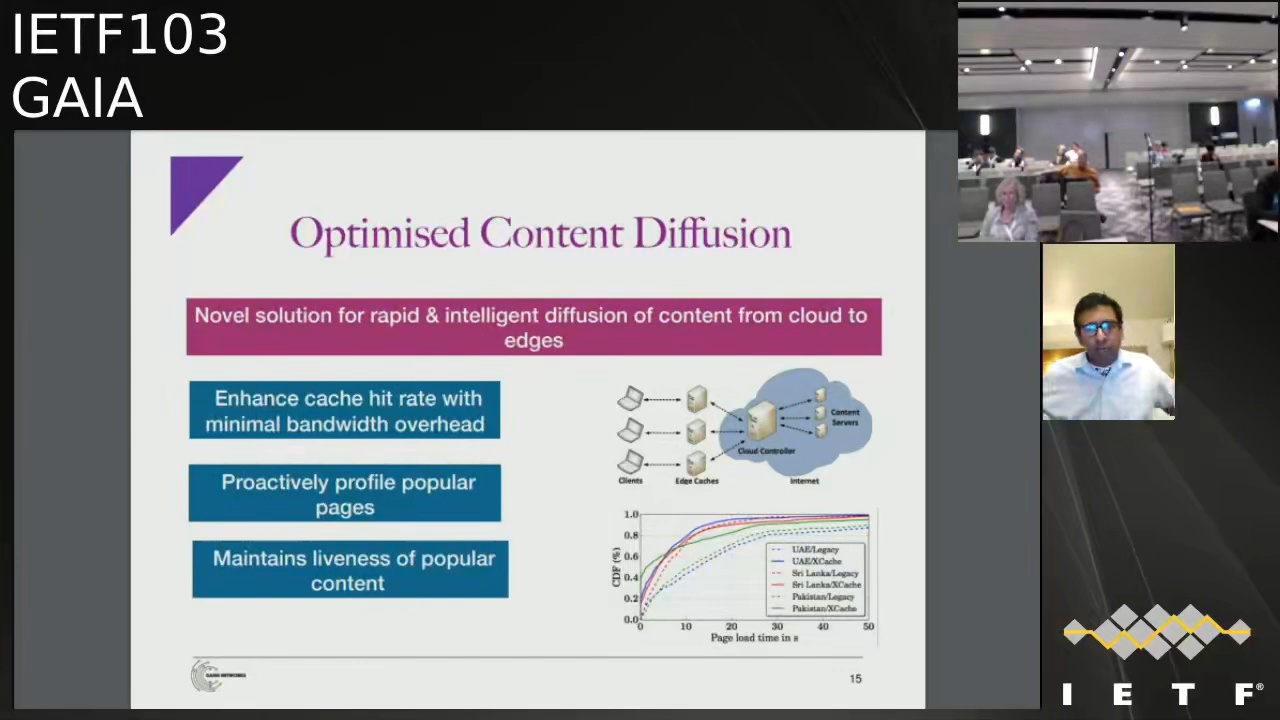 IETF103
GAIA
Optimised Content Diffusion
Novel solution for rapid & intelligent diffusion of content from cloud to
edges
Enhance cache hit rate with
minimal bandwidth overhead
Proactively profile popular
pages
Maintains liveness of popular
content
Content
Servers
Cloud Controller
Clients
Edge Caches
Internet
1.0
0.8
0.6
0.4
0.2
0.0
CDF (%)
UAE/Legacy
UAE/XCache
Sri Lanka/Legacy
Sri Lanka/XCache
Pakistan/Legacy
Pakistan/XCache
0 10 20 30 40 50
Page load time in s
15
I E T F®